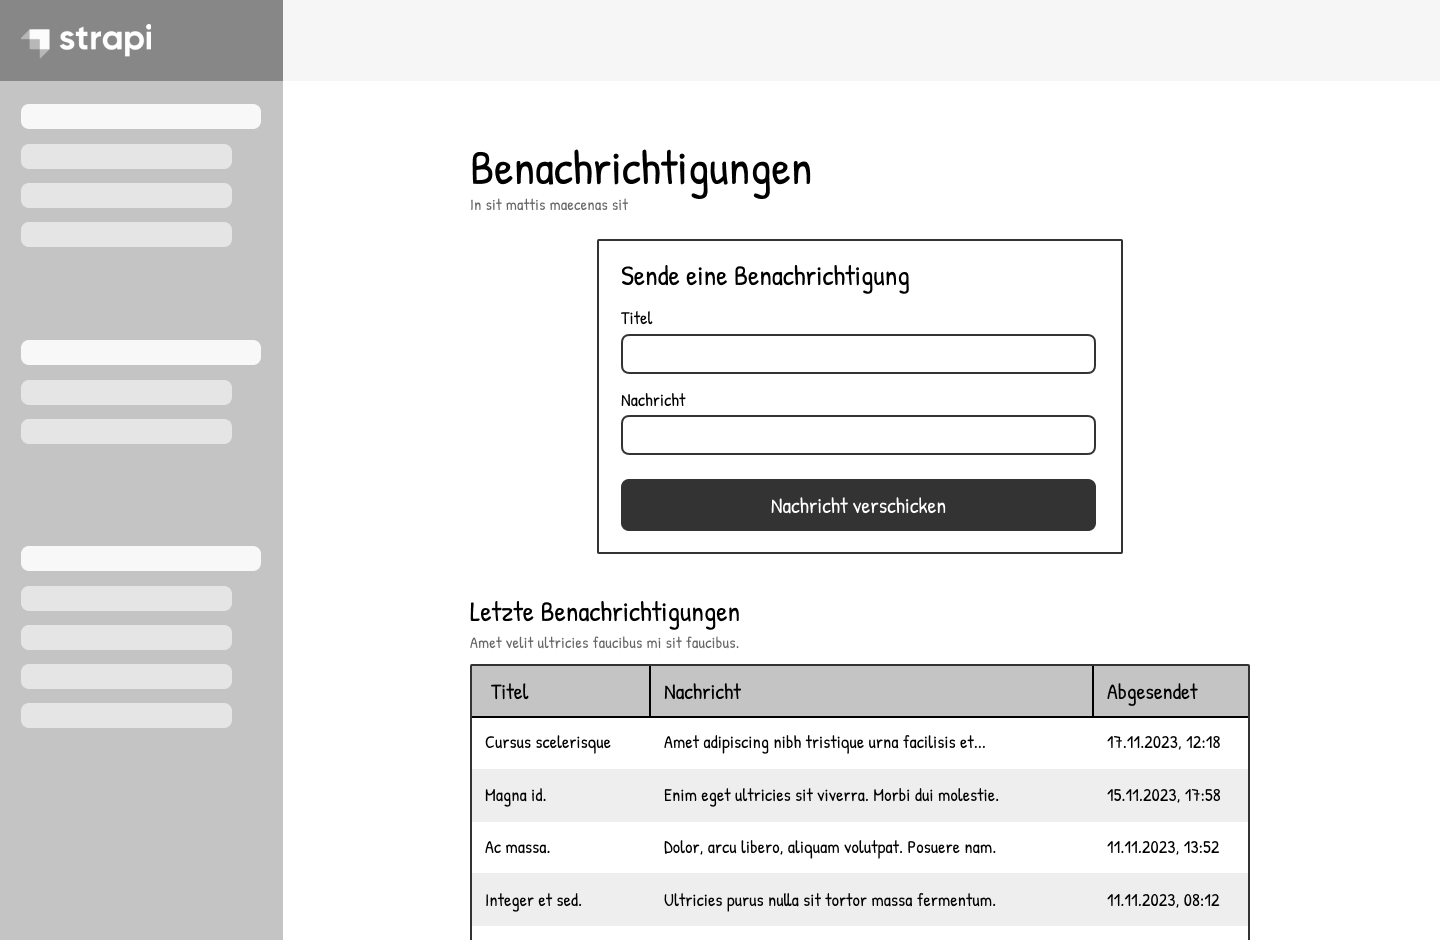 strapi
Benachrichtigungen
In sit mattis maecenas sit
Sende eine Benachrichtigung
Titel
Nachricht
Nachricht verschicken
Letzte Benachrichtigungen
Amet velit ultricies faucibus mi sit faucibus.
Titel Nachricht Abgesendet
Cursus scelerisque Amet adipiscing nibh tristique urna facilisis et... 17.11.2023, 12:18
Magna id. Enim eget ultricies sit viverra. Morbi dui molestie. 15.11.2023, 17:58
Ac massa. Dolor, arcu libero, aliquam volutpat. Posuere nam. 11.11.2023, 13:52
Integer et sed. Ultricies purus nulla sit tortor massa fermentum. 11.11.2023, 08:12